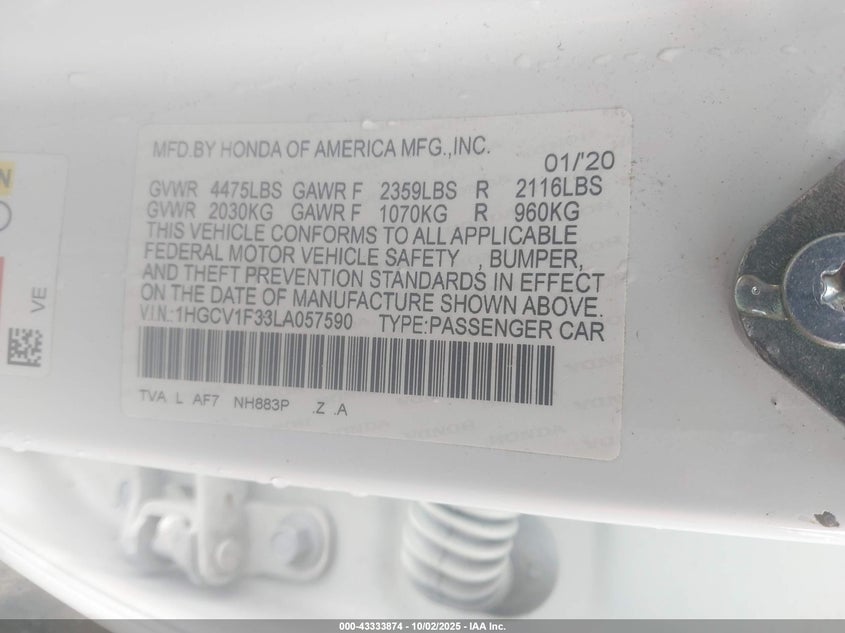 MFD.BY HONDA OF AMERICA MFG.,INC.
01/'20
GVWR 4475LBS GAWR F 2359LBS R 2116LBS
GVWR 2030KG GAWR F 1070KG R 960KG
THIS VEHICLE CONFORMS TO ALL APPLICABLE
FEDERAL MOTOR VEHICLE SAFETY , BUMPER,
AND THEFT PREVENTION STANDARDS IN EFFECT
ON THE DATE OF MANUFACTURE SHOWN ABOVE.
V.I.N.:1HGCV1F33LA057590 TYPE:PASSENGER CAR
TVA L AF7 NH883P .Z .A
VE
N
000-43333874 - 10/02/2025 - IAA Inc.